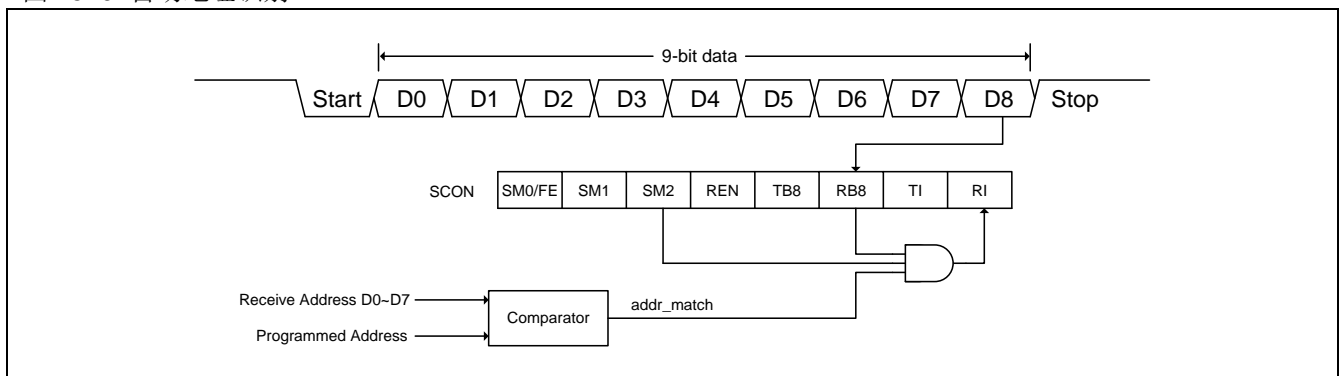 9-bit data
Start D0 D1 D2 D3 D4 D5 D6 D7 D8 Stop
SCON SM0/FE SM1 SM2 REN TB8 RB8 TI RI
Receive Address D0~D7
addr_match
Comparator
Programmed Address